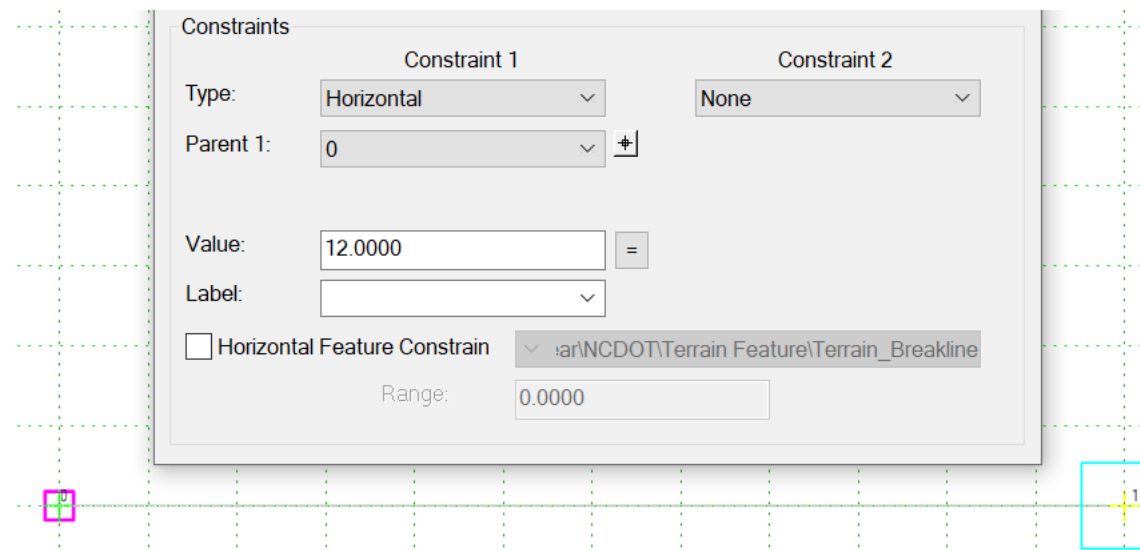 Constraints
Constraint 1 Constraint 2
Type: Horizontal None
Parent 1: 0
Value: 12.0000 =
Label:
Horizontal Feature Constrain ear\NCDOT\Terrain Feature\Terrain_Breakline
Range: 0.0000
0 1